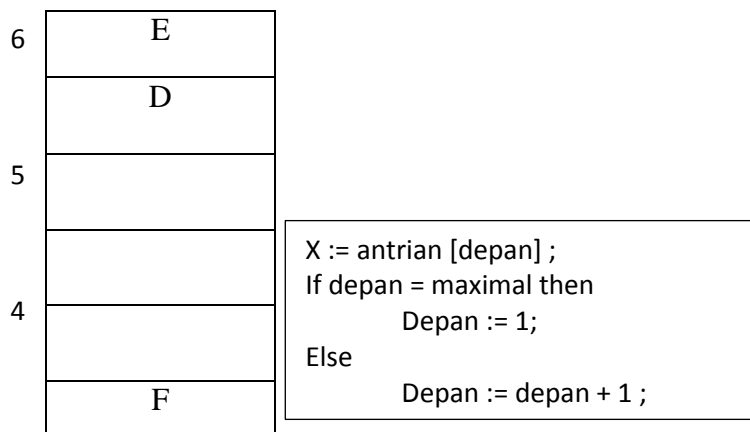 6
E
D
5
4
F
X := antrian [depan] ;
If depan = maximal then
Depan := 1;
Else
Depan := depan + 1 ;